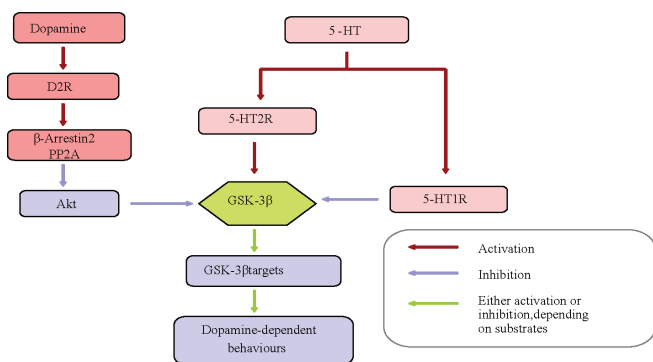 Dopamine
5-HT
D2R
5-HT2R
β-Arrestin2
PP2A
Akt
GSK-3β
5-HT1R
GSK-3βtargets
Dopamine-dependent
behaviours
Activation
Inhibition
Either activation or
inhibition,depending
on substrates